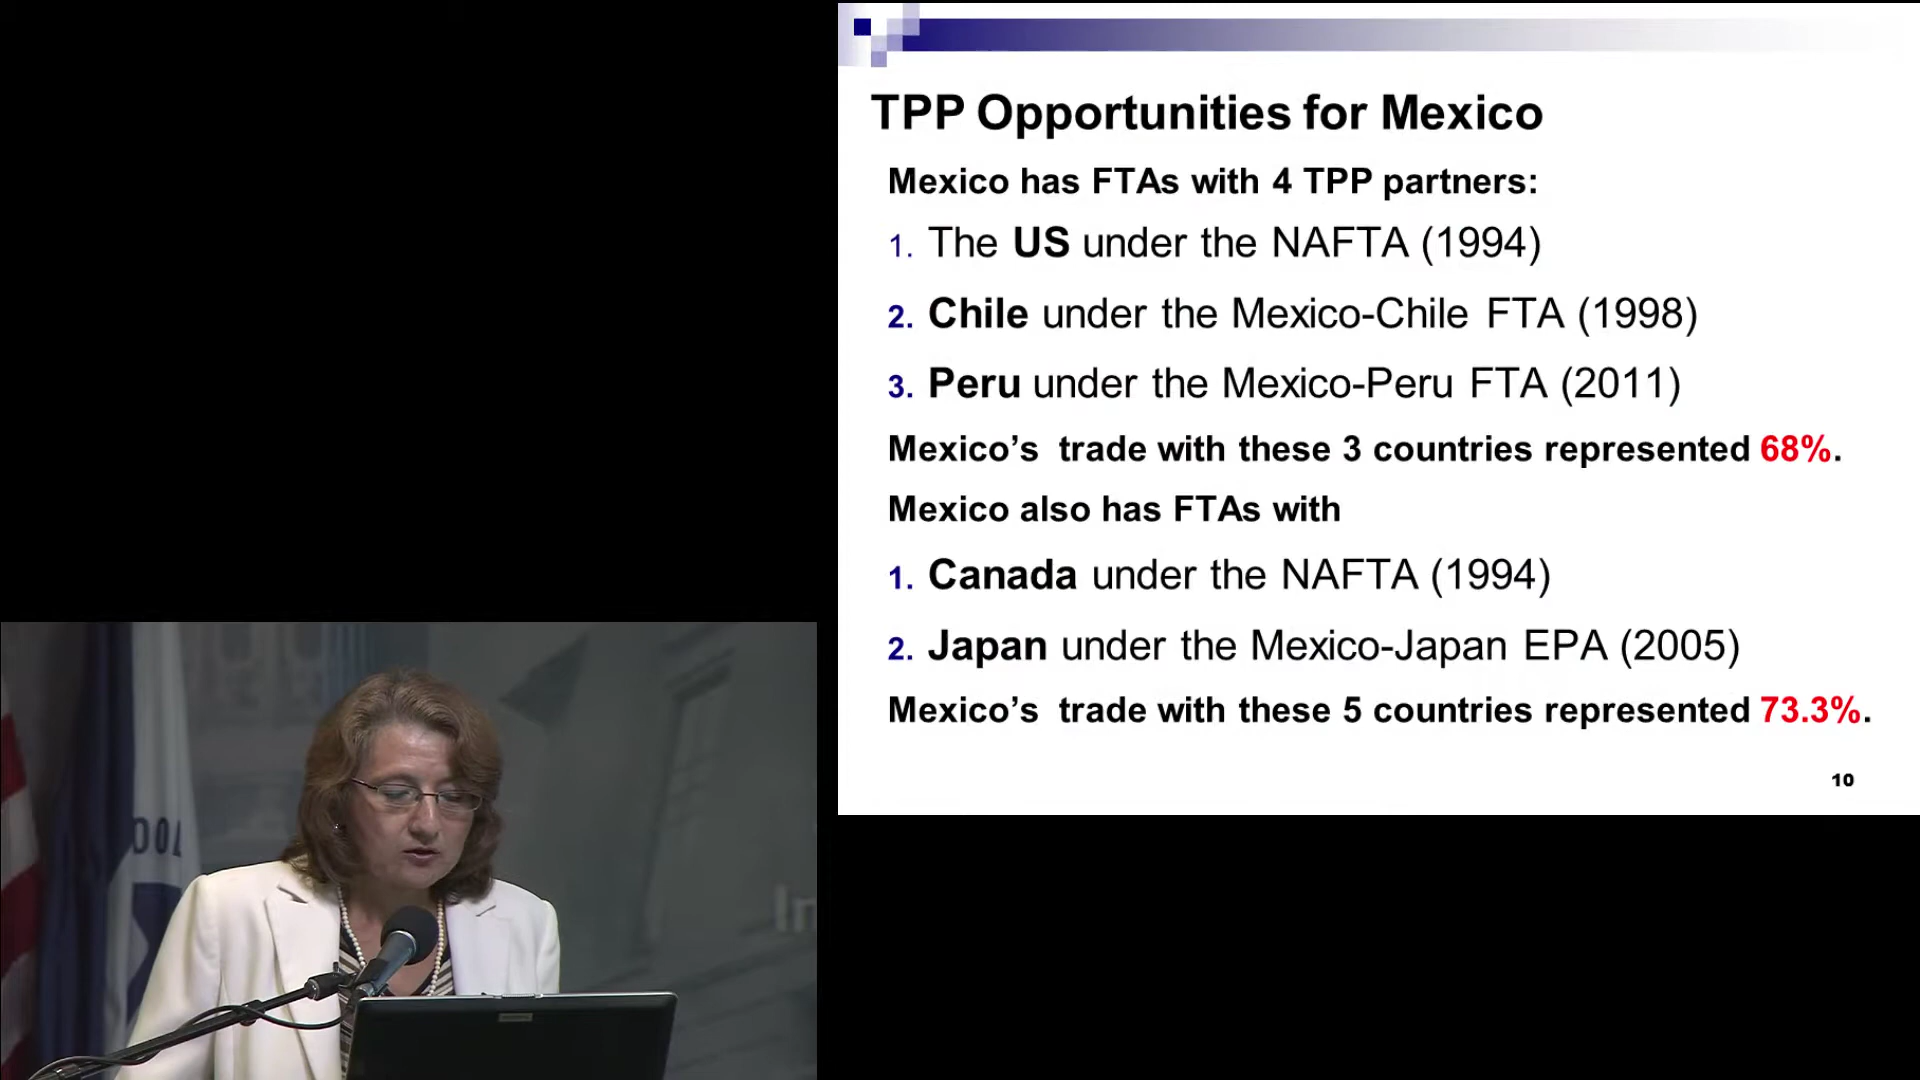 TPP Opportunities for Mexico
Mexico has FTAs with 4 TPP partners:
1. The US under the NAFTA (1994)
2. Chile under the Mexico-Chile FTA (1998)
3. Peru under the Mexico-Peru FTA (2011)
Mexico’s trade with these 3 countries represented 68%.
Mexico also has FTAs with
1. Canada under the NAFTA (1994)
2. Japan under the Mexico-Japan EPA (2005)
Mexico’s trade with these 5 countries represented 73.3%.
10
In